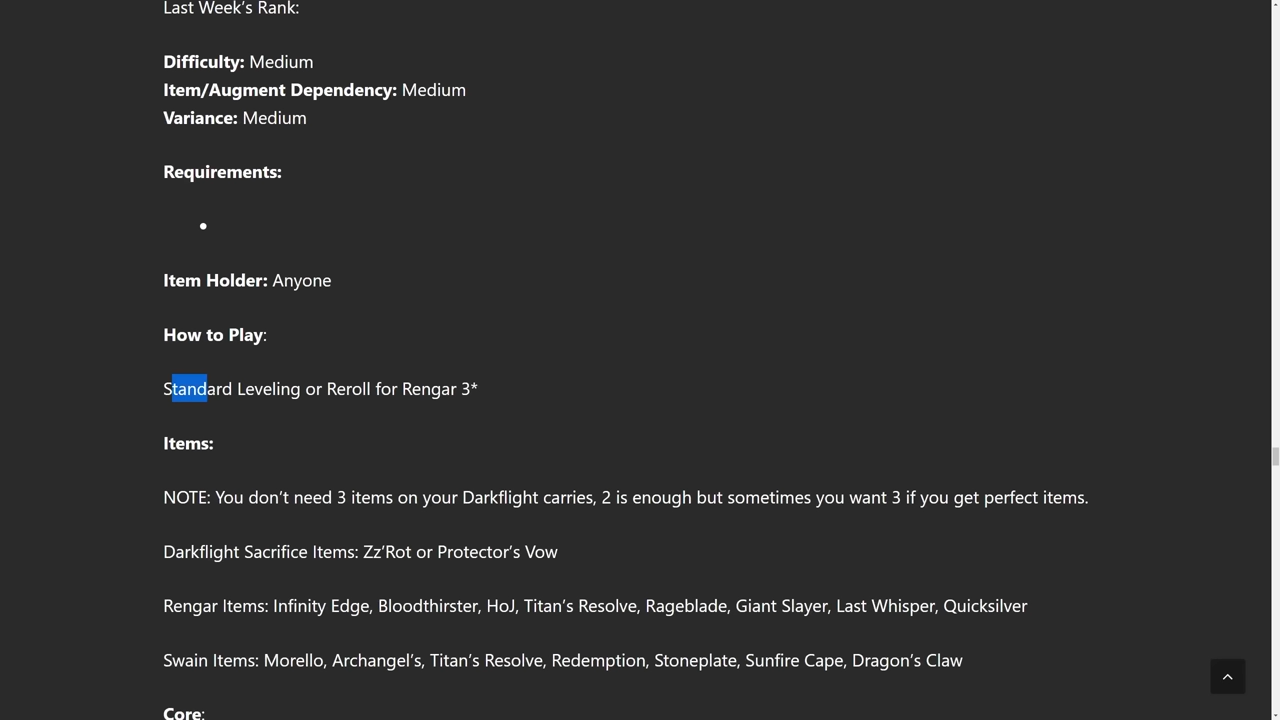 Last Week’s Rank:
Difficulty: Medium
Item/Augment Dependency: Medium
Variance: Medium
Requirements:
•
Item Holder: Anyone
How to Play:
Standard Leveling or Reroll for Rengar 3*
Items:
NOTE: You don’t need 3 items on your Darkflight carries, 2 is enough but sometimes you want 3 if you get perfect items.
Darkflight Sacrifice Items: Zz’Rot or Protector’s Vow
Rengar Items: Infinity Edge, Bloodthirster, HoJ, Titan’s Resolve, Rageblade, Giant Slayer, Last Whisper, Quicksilver
Swain Items: Morello, Archangel’s, Titan’s Resolve, Redemption, Stoneplate, Sunfire Cape, Dragon’s Claw
Core: